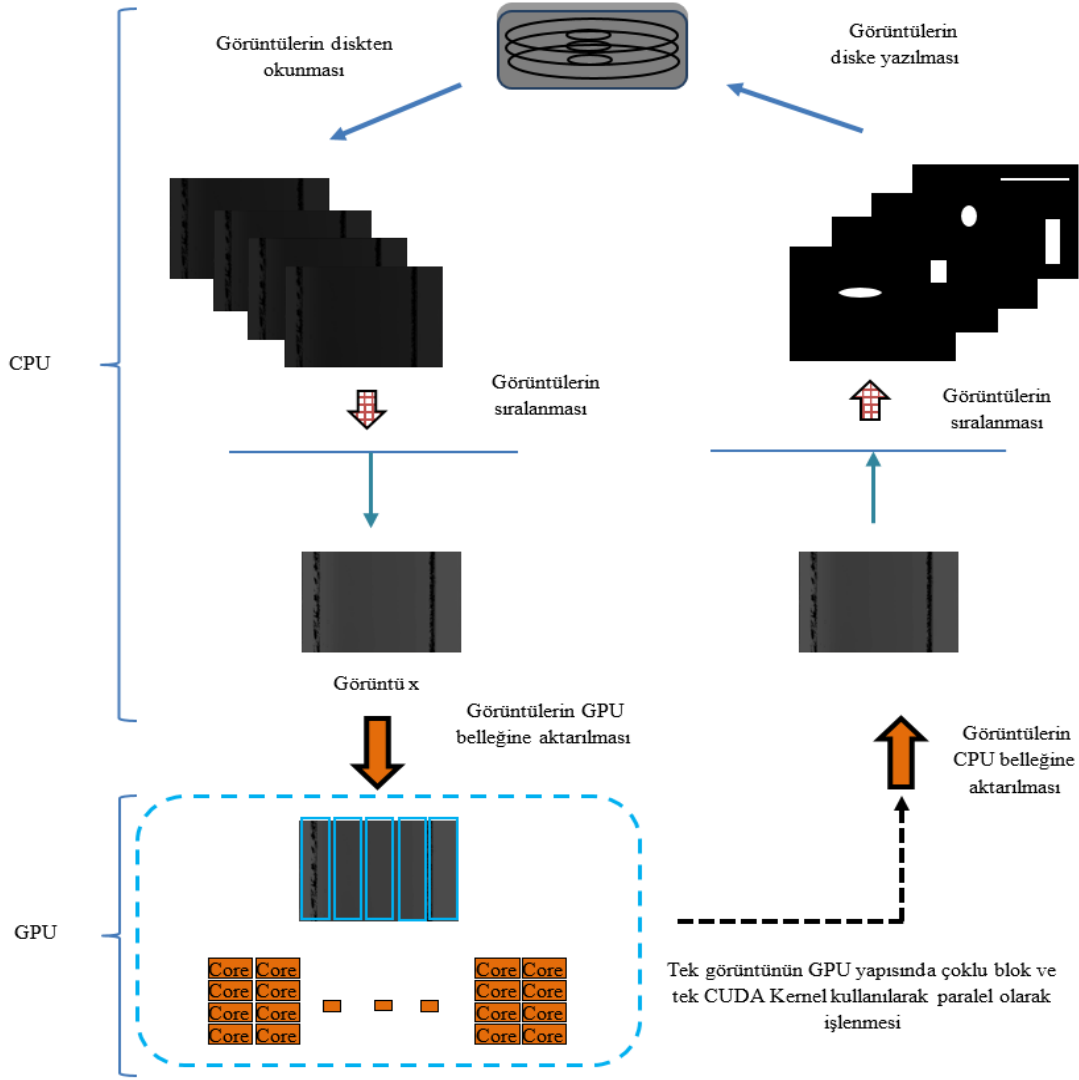 Görüntülerin diskten
okunması
Görüntülerin
diske yazılması
CPU
Görüntülerin
sıralanması
Görüntülerin
sıralanması
Görüntü x
Görüntülerin GPU
belleğine aktarılması
Görüntülerin
CPU belleğine
aktarılması
GPU
Core Core
Core Core
Core Core
Core Core
Core Core
Core Core
Core Core
Core Core
Tek görüntünün GPU yapısında çoklu blok ve
tek CUDA Kernel kullanılarak paralel olarak
işlenmesi